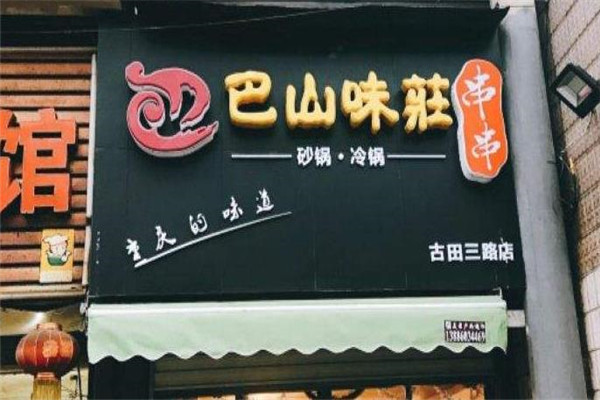 馆
巴山味莊
串串
砂锅·冷锅
重庆的味道
古田三路店
13886034469